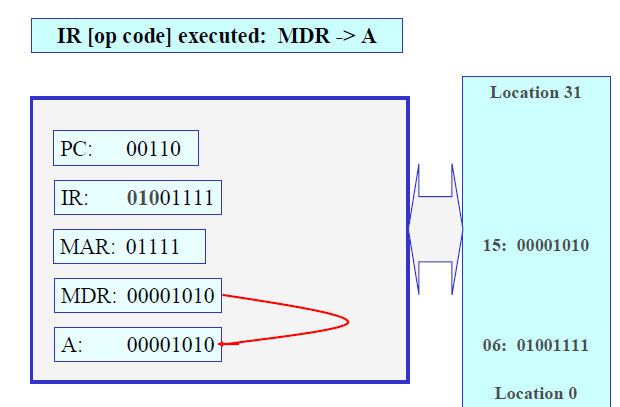 IR [op code] executed:  MDR -> A
PC: 00110
IR: 01001111
MAR: 01111
MDR: 00001010
A: 00001010
Location 31
15: 00001010
06: 01001111
Location 0